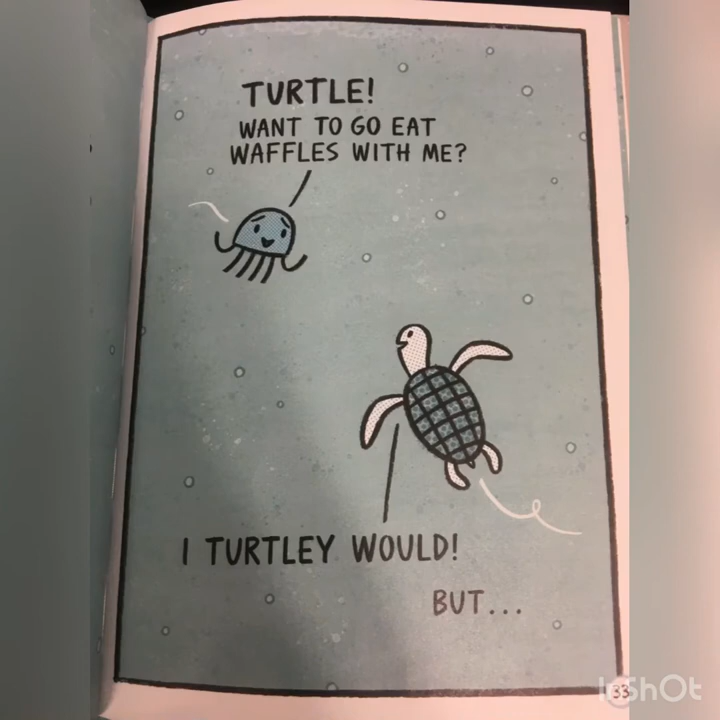 TURTLE!
WANT TO GO EAT
WAFFLES WITH ME?
I TURTLEY WOULD!
BUT...
33
InShOt